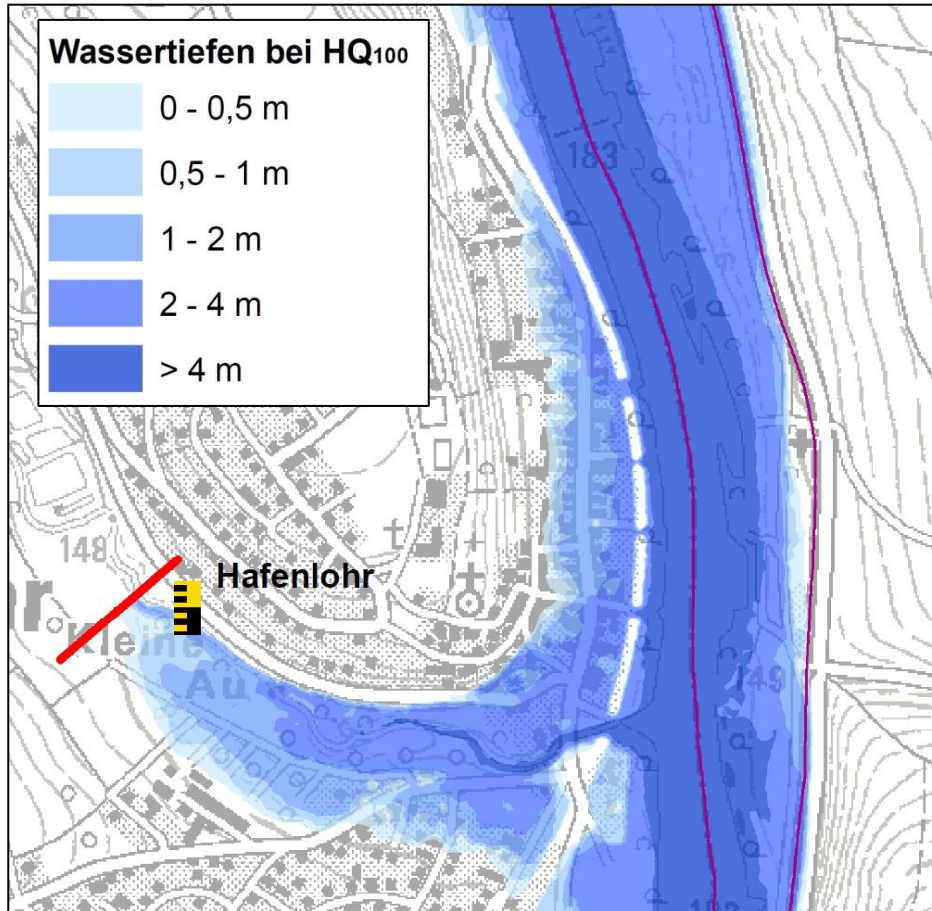 Wassertiefen bei HQ100
0 - 0,5 m
0,5 - 1 m
1 - 2 m
2 - 4 m
> 4 m
183
148
Hafenlohr
Kleine
Au
149